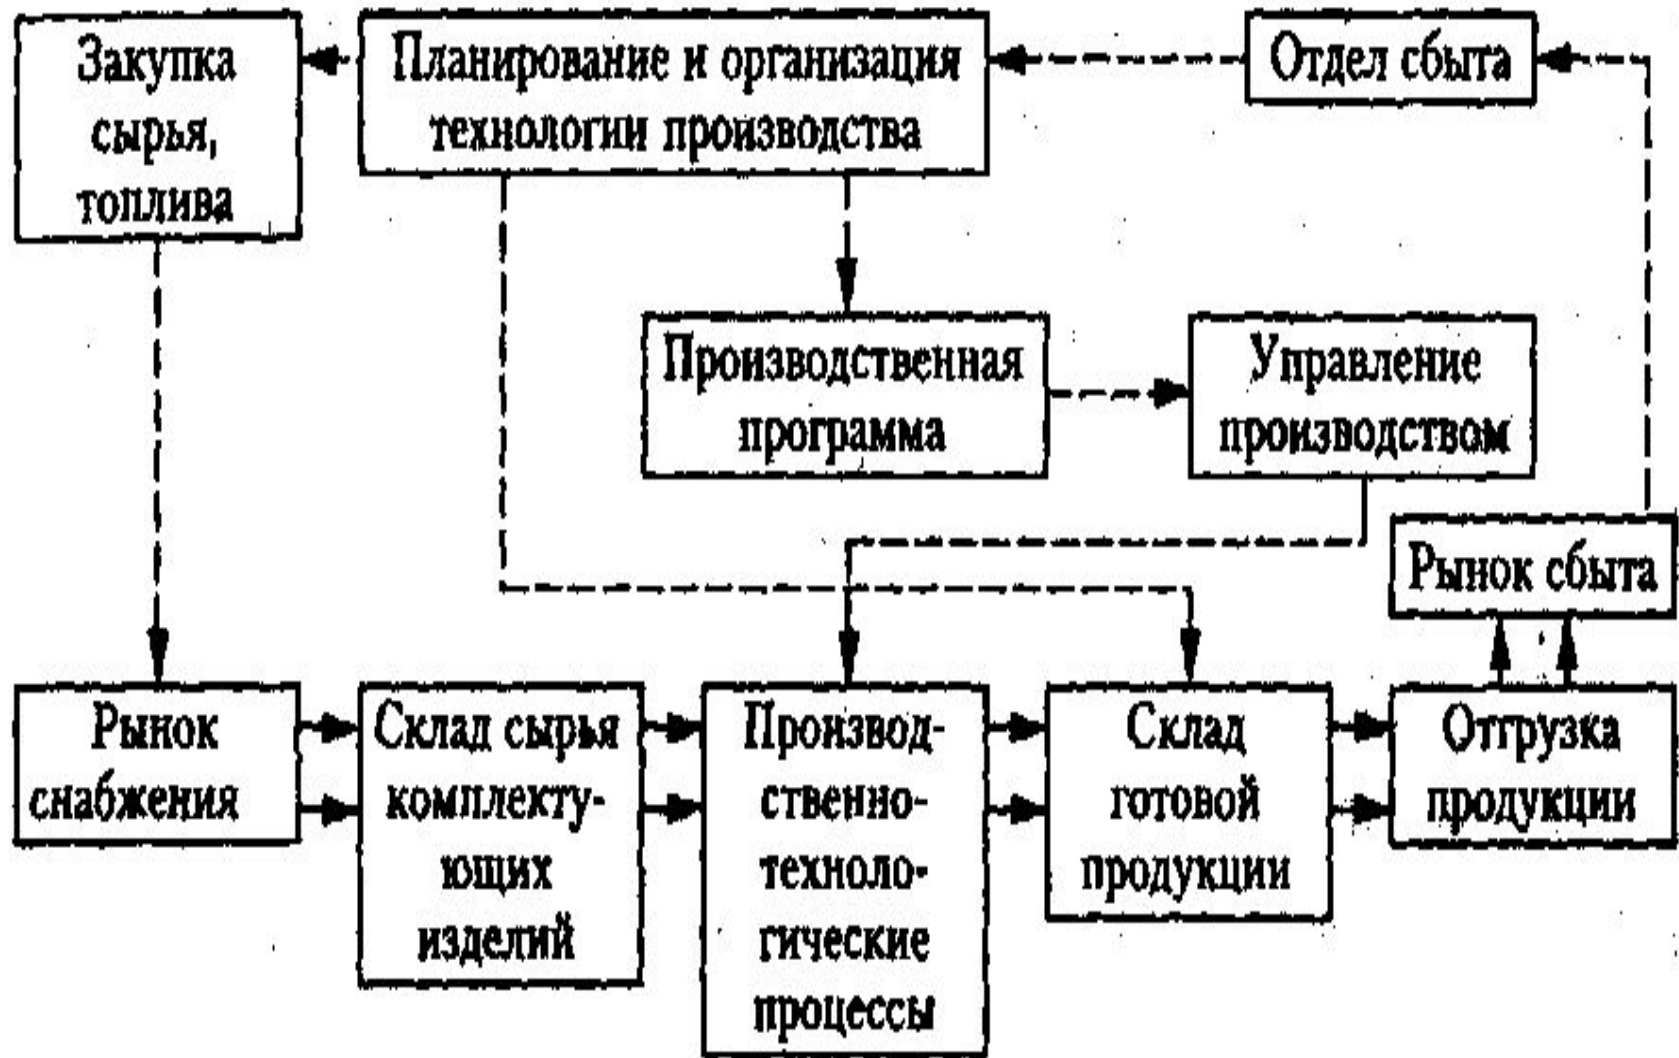 Закупка
сырья,
топлива
Планирование и организация
технологии производства
Отдел сбыта
Производственная
программа
Управление
производством
Рынок сбыта
Рынок
снабжения
Склад сырья
комплекту-
ющих
изделий
Производ-
ственно-
техноло-
гические
процессы
Склад
готовой
продукции
Отгрузка
продукции